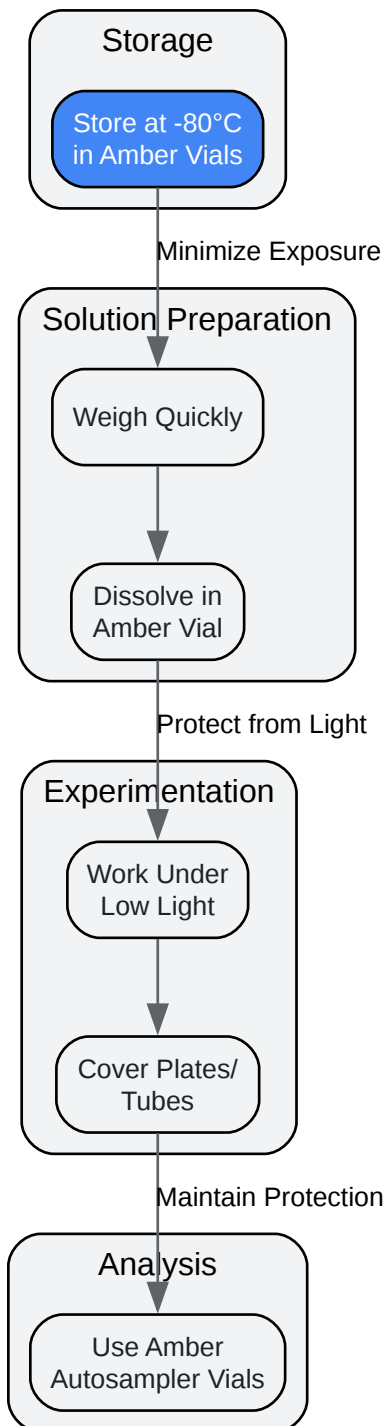 Storage
Store at -80°C
in Amber Vials
Minimize Exposure
Solution Preparation
Weigh Quickly
Dissolve in
Amber Vial
Protect from Light
Experimentation
Work Under
Low Light
Cover Plates/
Tubes
Maintain Protection
Analysis
Use Amber
Autosampler Vials